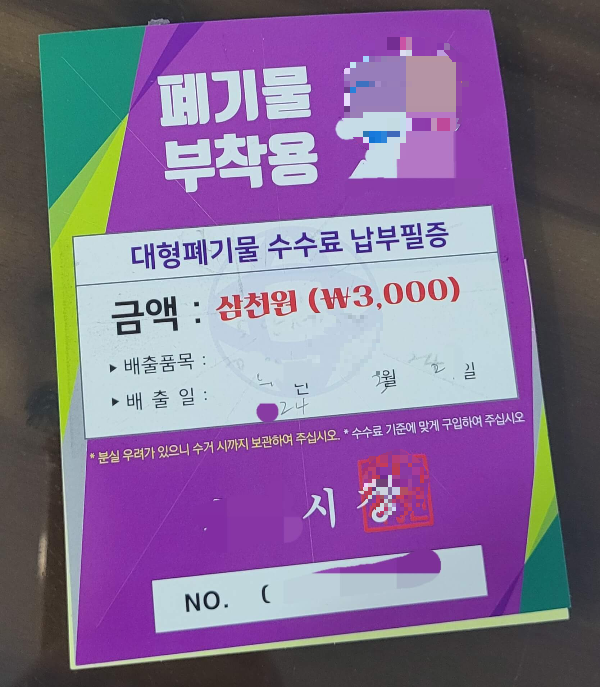 폐기물
부착용
대형폐기물 수수료 납부필증
금액 : 삼천원 (₩3,000)
▸ 배출품목 :
▸ 배 출 일 : 년 월 일
24
* 분실 우려가 있으니 수거 시까지 보관하여 주십시오. * 수수료 기준에 맞게 구입하여 주십시오
시
NO. (